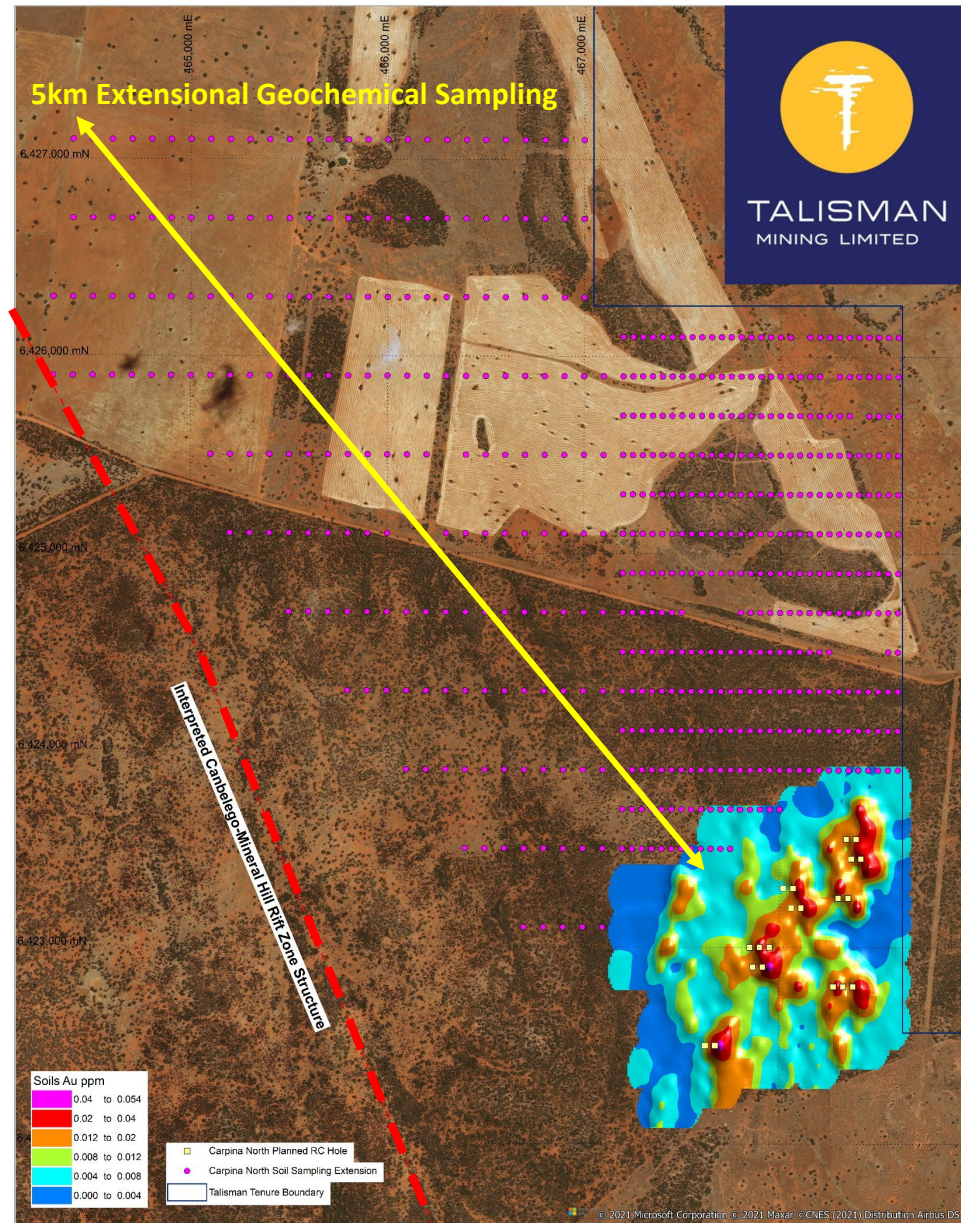 465,000 mE
466,000 mE
467,000 mE
5km Extensional Geochemical Sampling
TALISMAN
MINING LIMITED
6,427,000 mN
6,426,000 mN
6,425,000 mN
6,424,000 mN
6,423,000 mN
Interpreted Canbelego-Mineral Hill Rift Zone Structure
Soils Au ppm
0.04 to 0.054
0.02 to 0.04
0.012 to 0.02
0.008 to 0.012
0.004 to 0.008
0.000 to 0.004
Carpina North Planned RC Hole
Carpina North Soil Sampling Extension
Talisman Tenure Boundary
© 2021 Microsoft Corporation © 2021 Maxar ©CNES (2021) Distribution Airbus DS